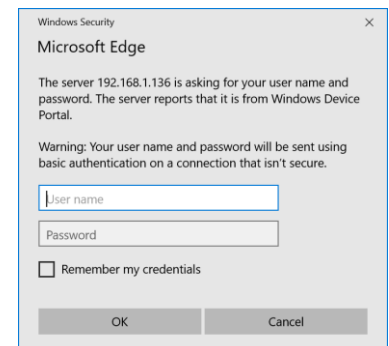 Windows Security
Microsoft Edge
The server 192.168.1.136 is asking for your user name and
password. The server reports that it is from Windows Device
Portal.
Warning: Your user name and password will be sent using
basic authentication on a connection that isn't secure.
User name
Password
Remember my credentials
OK Cancel